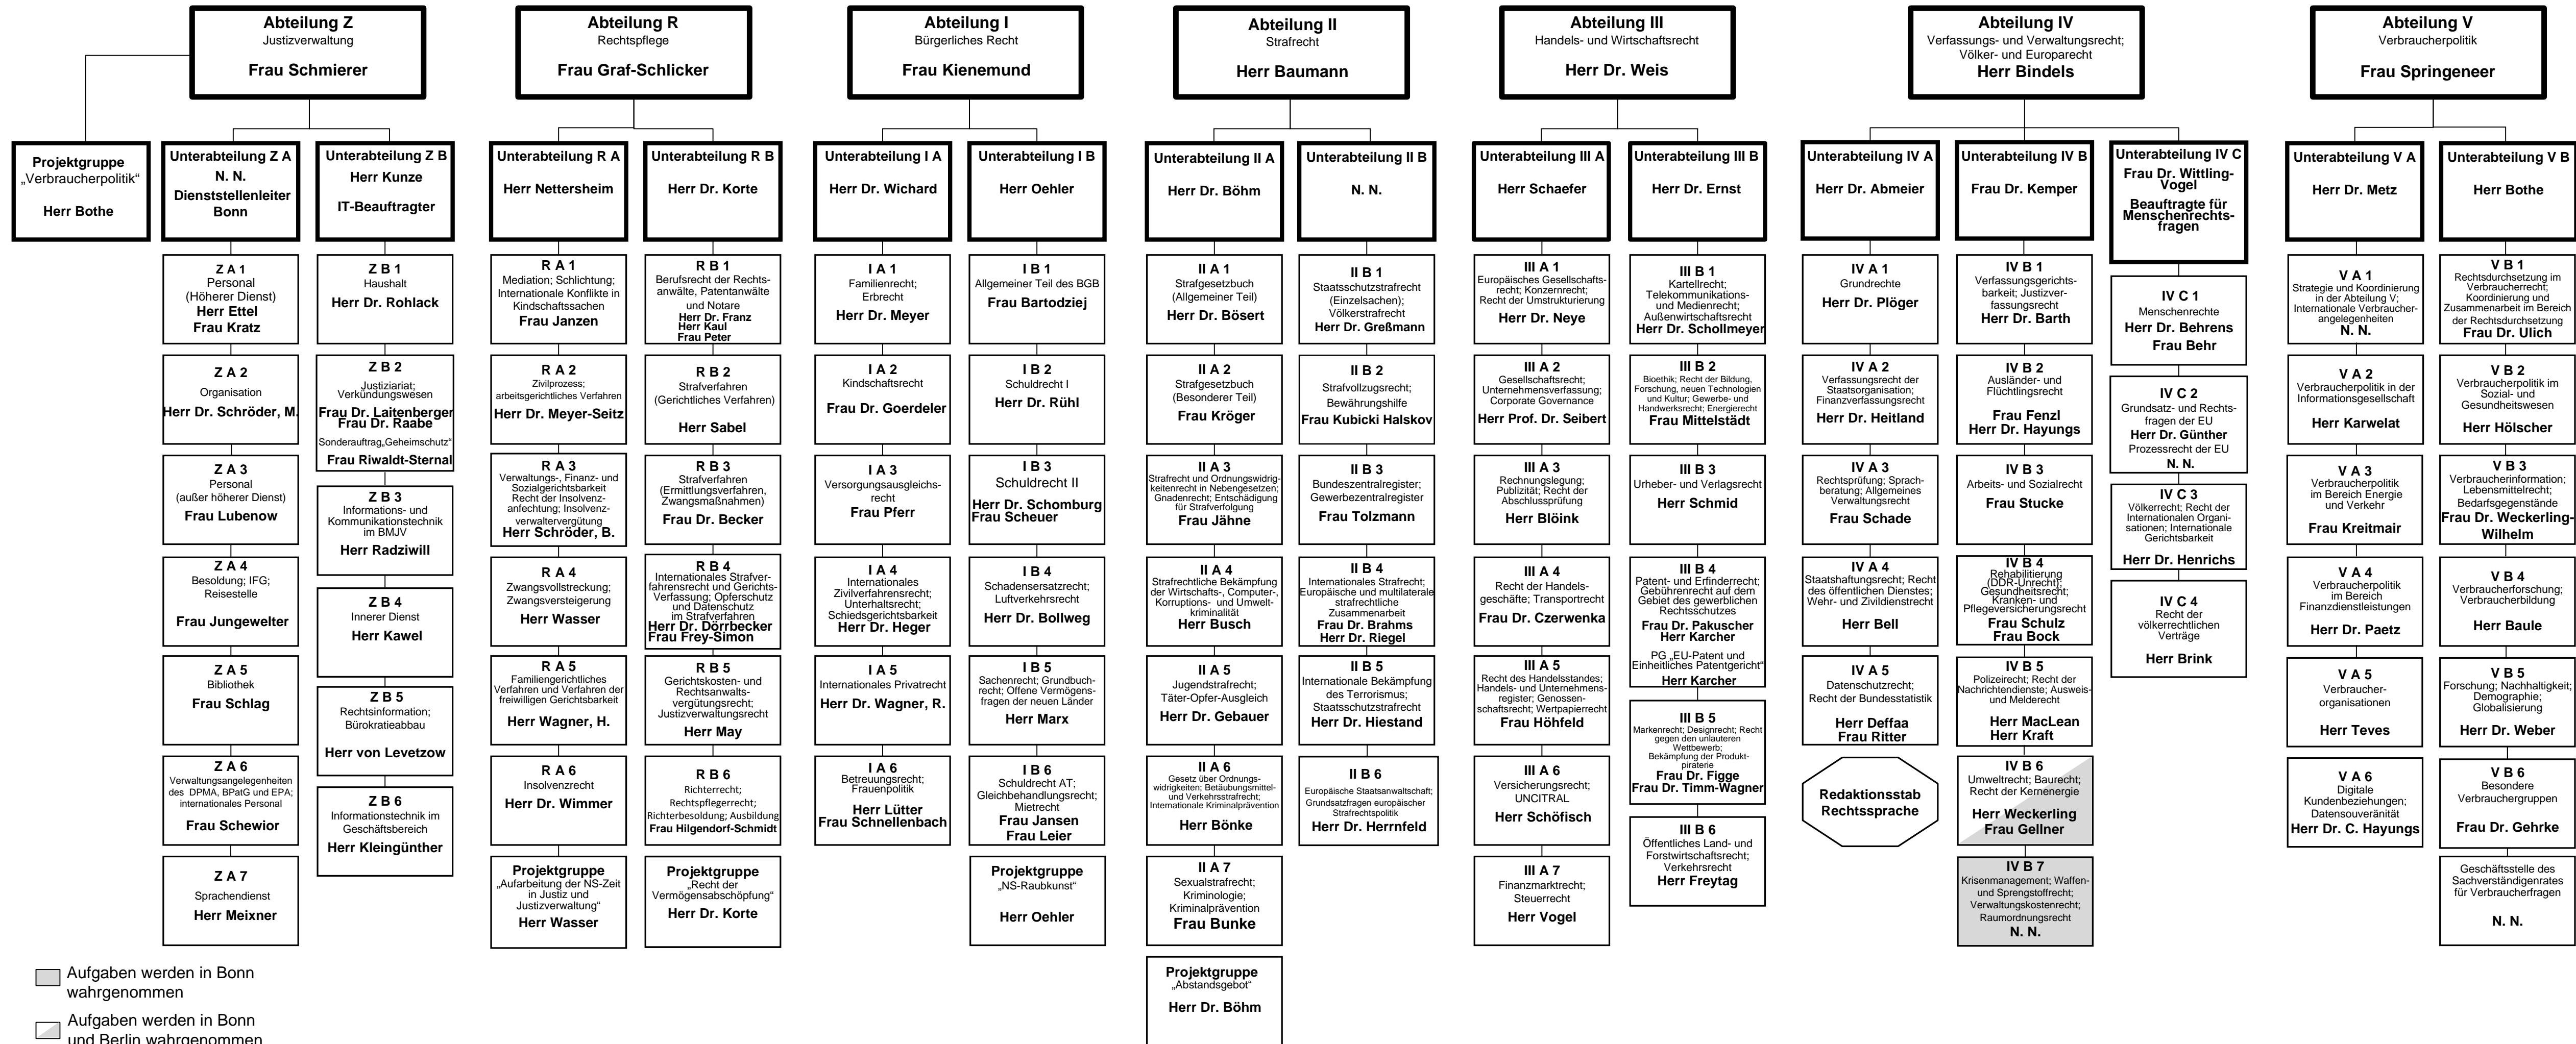 Abteilung Z
Justizverwaltung
Frau Schmierer
Projektgruppe
„Verbraucherpolitik“
Herr Bothe
Unterabteilung Z A
N. N.
Dienststellenleiter
Bonn
Z A 1
Personal
(Höherer Dienst)
Herr Ettel
Frau Kratz
Z A 2
Organisation
Herr Dr. Schröder, M.
Z A 3
Personal
(außer höherer Dienst)
Frau Lubenow
Z A 4
Besoldung; IFG;
Reisestelle
Frau Jungewelter
Z A 5
Bibliothek
Frau Schlag
Z A 6
Verwaltungsangelegenheiten
des DPMA, BPatG und EPA;
internationales Personal
Frau Schewior
Z A 7
Sprachendienst
Herr Meixner
Unterabteilung Z B
Herr Kunze
IT-Beauftragter
Z B 1
Haushalt
Herr Dr. Rohlack
Z B 2
Justiziariat;
Verkündungswesen
Frau Dr. Laitenberger
Frau Dr. Raabe
Sonderauftrag„Geheimschutz“
Frau Riwaldt-Sternal
Z B 3
Informations- und
Kommunikationstechnik
im BMJV
Herr Radziwill
Z B 4
Innerer Dienst
Herr Kawel
Z B 5
Rechtsinformation;
Bürokratieabbau
Herr von Levetzow
Z B 6
Informationstechnik im
Geschäftsbereich
Herr Kleingünther
Abteilung R
Rechtspflege
Frau Graf-Schlicker
Unterabteilung R A
Herr Nettersheim
R A 1
Mediation; Schlichtung;
Internationale Konflikte in
Kindschaftssachen
Frau Janzen
R A 2
Zivilprozess;
arbeitsgerichtliches Verfahren
Herr Dr. Meyer-Seitz
R A 3
Verwaltungs-, Finanz- und
Sozialgerichtsbarkeit
Recht der Insolvenz-
anfechtung; Insolvenz-
verwaltervergütung
Herr Schröder, B.
R A 4
Zwangsvollstreckung;
Zwangsversteigerung
Herr Wasser
R A 5
Familiengerichtliches
Verfahren und Verfahren der
freiwilligen Gerichtsbarkeit
Herr Wagner, H.
R A 6
Insolvenzrecht
Herr Dr. Wimmer
Projektgruppe
„Aufarbeitung der NS-Zeit
in Justiz und
Justizverwaltung“
Herr Wasser
Unterabteilung R B
Herr Dr. Korte
R B 1
Berufsrecht der Rechts-
anwälte, Patentanwälte
und Notare
Herr Dr. Franz
Herr Kaul
Frau Peter
R B 2
Strafverfahren
(Gerichtliches Verfahren)
Herr Sabel
R B 3
Strafverfahren
(Ermittlungsverfahren,
Zwangsmaßnahmen)
Frau Dr. Becker
R B 4
Internationales Strafver-
fahrensrecht und Gerichts-
Verfassung; Opferschutz
und Datenschutz
im Strafverfahren
Herr Dr. Dörrbecker
Frau Frey-Simon
R B 5
Gerichtskosten- und
Rechtsanwalts-
vergütungsrecht;
Justizverwaltungsrecht
Herr May
R B 6
Richterrecht;
Rechtspflegerrecht;
Richterbesoldung; Ausbildung
Frau Hilgendorf-Schmidt
Projektgruppe
„Recht der
Vermögensabschöpfung“
Herr Dr. Korte
Abteilung I
Bürgerliches Recht
Frau Kienemund
Unterabteilung I A
Herr Dr. Wichard
I A 1
Familienrecht;
Erbrecht
Herr Dr. Meyer
I A 2
Kindschaftsrecht
Frau Dr. Goerdeler
I A 3
Versorgungsausgleichs-
recht
Frau Pferr
I A 4
Internationales
Zivilverfahrensrecht;
Unterhaltsrecht;
Schiedsgerichtsbarkeit
Herr Dr. Heger
I A 5
Internationales Privatrecht
Herr Dr. Wagner, R.
I A 6
Betreuungsrecht;
Frauenpolitik
Herr Lütter
Frau Schnellenbach
Unterabteilung I B
Herr Oehler
I B 1
Allgemeiner Teil des BGB
Frau Bartodziej
I B 2
Schuldrecht I
Herr Dr. Rühl
I B 3
Schuldrecht II
Herr Dr. Schomburg
Frau Scheuer
I B 4
Schadensersatzrecht;
Luftverkehrsrecht
Herr Dr. Bollweg
I B 5
Sachenrecht; Grundbuch-
recht; Offene Vermögens-
fragen der neuen Länder
Herr Marx
I B 6
Schuldrecht AT;
Gleichbehandlungsrecht;
Mietrecht
Frau Jansen
Frau Leier
Projektgruppe
„NS-Raubkunst“
Herr Oehler
Abteilung II
Strafrecht
Herr Baumann
Unterabteilung II A
Herr Dr. Böhm
II A 1
Strafgesetzbuch
(Allgemeiner Teil)
Herr Dr. Bösert
II A 2
Strafgesetzbuch
(Besonderer Teil)
Frau Kröger
II A 3
Strafrecht und Ordnungswidrig-
keitenrecht in Nebengesetzen;
Gnadenrecht; Entschädigung
für Strafverfolgung
Frau Jähne
II A 4
Strafrechtliche Bekämpfung
der Wirtschafts-, Computer-,
Korruptions- und Umwelt-
kriminalität
Herr Busch
II A 5
Jugendstrafrecht;
Täter-Opfer-Ausgleich
Herr Dr. Gebauer
II A 6
Gesetz über Ordnungs-
widrigkeiten; Betäubungsmittel-
und Verkehrsstrafrecht;
Internationale Kriminalprävention
Herr Bönke
II A 7
Sexualstrafrecht;
Kriminologie;
Kriminalprävention
Frau Bunke
Projektgruppe
„Abstandsgebot“
Herr Dr. Böhm
Unterabteilung II B
N. N.
II B 1
Staatsschutzstrafrecht
(Einzelsachen);
Völkerstrafrecht
Herr Dr. Greßmann
II B 2
Strafvollzugsrecht;
Bewährungshilfe
Frau Kubicki Halskov
II B 3
Bundeszentralregister;
Gewerbezentralregister
Frau Tolzmann
II B 4
Internationales Strafrecht;
Europäische und multilaterale
strafrechtliche
Zusammenarbeit
Frau Dr. Brahms
Herr Dr. Riegel
II B 5
Internationale Bekämpfung
des Terrorismus;
Staatsschutzstrafrecht
Herr Dr. Hiestand
II B 6
Europäische Staatsanwaltschaft;
Grundsatzfragen europäischer
Strafrechtspolitik
Herr Dr. Herrnfeld
Abteilung III
Handels- und Wirtschaftsrecht
Herr Dr. Weis
Unterabteilung III A
Herr Schaefer
III A 1
Europäisches Gesellschafts-
recht; Konzernrecht;
Recht der Umstrukturierung
Herr Dr. Neye
III A 2
Gesellschaftsrecht;
Unternehmensverfassung;
Corporate Governance
Herr Prof. Dr. Seibert
III A 3
Rechnungslegung;
Publizität; Recht der
Abschlussprüfung
Herr Blöink
III A 4
Recht der Handels-
geschäfte; Transportrecht
Frau Dr. Czerwenka
III A 5
Recht des Handelsstandes;
Handels- und Unternehmens-
register; Genossen-
schaftsrecht; Wertpapierrecht
Frau Höhfeld
III A 6
Versicherungsrecht;
UNCITRAL
Herr Schöfisch
III A 7
Finanzmarktrecht;
Steuerrecht
Herr Vogel
Unterabteilung III B
Herr Dr. Ernst
III B 1
Kartellrecht;
Telekommunikations-
und Medienrecht;
Außenwirtschaftsrecht
Herr Dr. Schollmeyer
III B 2
Bioethik; Recht der Bildung,
Forschung, neuen Technologien
und Kultur; Gewerbe- und
Handwerksrecht; Energierecht
Frau Mittelstädt
III B 3
Urheber- und Verlagsrecht
Herr Schmid
III B 4
Patent- und Erfinderrecht;
Gebührenrecht auf dem
Gebiet des gewerblichen
Rechtsschutzes
Frau Dr. Pakuscher
Herr Karcher
PG „EU-Patent und
Einheitliches Patentgericht“
Herr Karcher
III B 5
Markenrecht; Designrecht; Recht
gegen den unlauteren
Wettbewerb;
Bekämpfung der Produkt-
piraterie
Frau Dr. Figge
Frau Dr. Timm-Wagner
III B 6
Öffentliches Land- und
Forstwirtschaftsrecht;
Verkehrsrecht
Herr Freytag
Abteilung IV
Verfassungs- und Verwaltungsrecht;
Völker- und Europarecht
Herr Bindels
Unterabteilung IV A
Herr Dr. Abmeier
IV A 1
Grundrechte
Herr Dr. Plöger
IV A 2
Verfassungsrecht der
Staatsorganisation;
Finanzverfassungsrecht
Herr Dr. Heitland
IV A 3
Rechtsprüfung; Sprach-
beratung; Allgemeines
Verwaltungsrecht
Frau Schade
IV A 4
Staatshaftungsrecht; Recht
des öffentlichen Dienstes;
Wehr- und Zivildienstrecht
Herr Bell
IV A 5
Datenschutzrecht;
Recht der Bundesstatistik
Herr Deffaa
Frau Ritter
Redaktionsstab
Rechtssprache
Unterabteilung IV B
Frau Dr. Kemper
IV B 1
Verfassungsgerichts-
barkeit; Justizver-
fassungsrecht
Herr Dr. Barth
IV B 2
Ausländer- und
Flüchtlingsrecht
Frau Fenzl
Herr Dr. Hayungs
IV B 3
Arbeits- und Sozialrecht
Frau Stucke
IV B 4
Rehabilitierung
(DDR-Unrecht);
Gesundheitsrecht;
Kranken- und
Pflegeversicherungsrecht
Frau Schulz
Frau Bock
IV B 5
Polizeirecht; Recht der
Nachrichtendienste; Ausweis-
und Melderecht
Herr MacLean
Herr Kraft
IV B 6
Umweltrecht; Baurecht;
Recht der Kernenergie
Herr Weckerling
Frau Gellner
IV B 7
Krisenmanagement; Waffen-
und Sprengstoffrecht;
Verwaltungskostenrecht;
Raumordnungsrecht
N. N.
Unterabteilung IV C
Frau Dr. Wittling-
Vogel
Beauftragte für
Menschenrechts-
fragen
IV C 1
Menschenrechte
Herr Dr. Behrens
Frau Behr
IV C 2
Grundsatz- und Rechts-
fragen der EU
Herr Dr. Günther
Prozessrecht der EU
N. N.
IV C 3
Völkerrecht; Recht der
Internationalen Organi-
sationen; Internationale
Gerichtsbarkeit
Herr Dr. Henrichs
IV C 4
Recht der
völkerrechtlichen
Verträge
Herr Brink
Abteilung V
Verbraucherpolitik
Frau Springeneer
Unterabteilung V A
Herr Dr. Metz
V A 1
Strategie und Koordinierung
in der Abteilung V;
Internationale Verbraucher-
angelegenheiten
N. N.
V A 2
Verbraucherpolitik in der
Informationsgesellschaft
Herr Karwelat
V A 3
Verbraucherpolitik
im Bereich Energie
und Verkehr
Frau Kreitmair
V A 4
Verbraucherpolitik
im Bereich
Finanzdienstleistungen
Herr Dr. Paetz
V A 5
Verbraucher-
organisationen
Herr Teves
V A 6
Digitale
Kundenbeziehungen;
Datensouveränität
Herr Dr. C. Hayungs
Unterabteilung V B
Herr Bothe
V B 1
Rechtsdurchsetzung im
Verbraucherrecht;
Koordinierung und
Zusammenarbeit im Bereich
der Rechtsdurchsetzung
Frau Dr. Ulich
V B 2
Verbraucherpolitik im
Sozial- und
Gesundheitswesen
Herr Hölscher
V B 3
Verbraucherinformation;
Lebensmittelrecht;
Bedarfsgegenstände
Frau Dr. Weckerling-
Wilhelm
V B 4
Verbraucherforschung;
Verbraucherbildung
Herr Baule
V B 5
Forschung; Nachhaltigkeit;
Demographie;
Globalisierung
Herr Dr. Weber
V B 6
Besondere
Verbrauchergruppen
Frau Dr. Gehrke
Geschäftsstelle des
Sachverständigenrates
für Verbraucherfragen
N. N.
Aufgaben werden in Bonn
wahrgenommen
Aufgaben werden in Bonn
und Berlin wahrgenommen